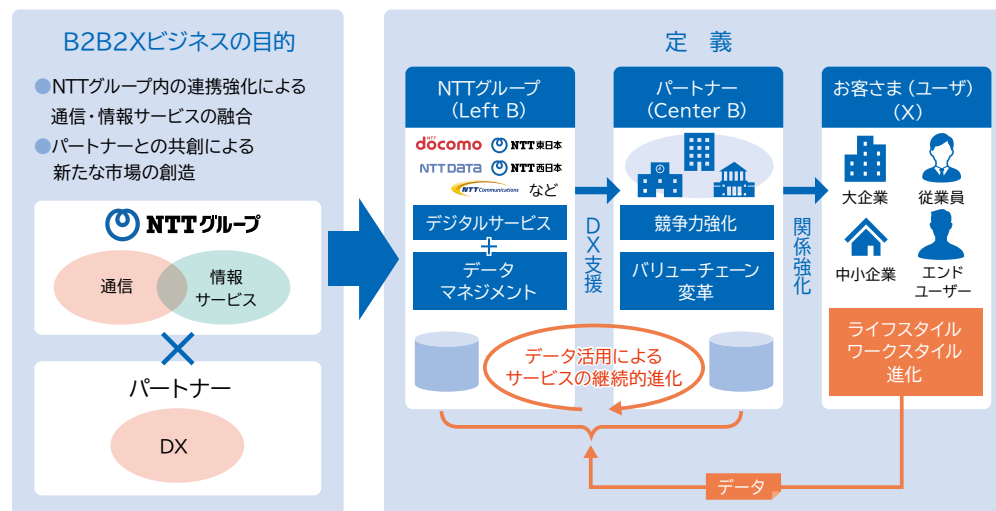 B2B2Xビジネスの目的
●NTTグループ内の連携強化による
通信・情報サービスの融合
●パートナーとの共創による
新たな市場の創造
NTTグループ
通信
情報
サービス
×
パートナー
DX
定 義
NTTグループ
(Left B)
NTT
docomo
NTT東日本
NTT DATA
NTT西日本
NTT Communications
など
デジタルサービス
+
データ
マネジメント
DX支援
パートナー
(Center B)
競争力強化
バリューチェーン
変革
関係強化
お客さま(ユーザ)
(X)
大企業
従業員
中小企業
エンド
ユーザー
ライフスタイル
ワークスタイル
進化
データ活用による
サービスの継続的進化
データ